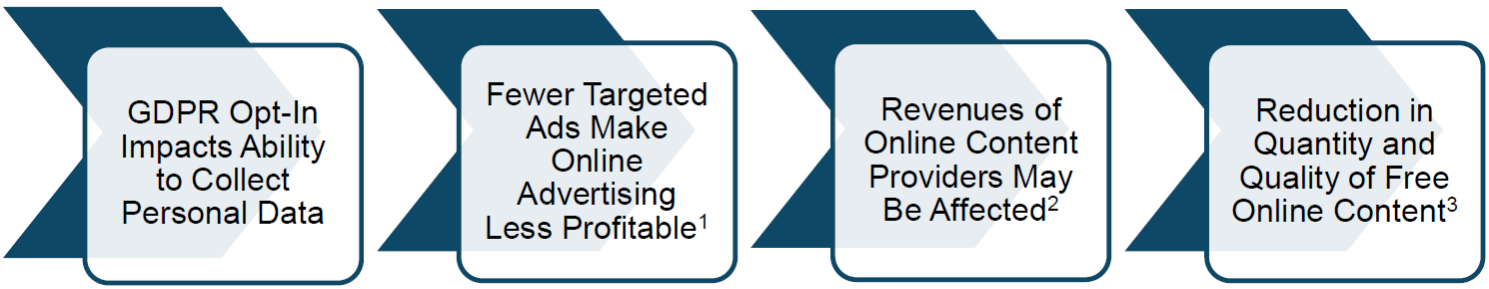 GDPR Opt-In
Impacts Ability
to Collect
Personal Data
Fewer Targeted
Ads Make
Online
Advertising
Less Profitable¹
Revenues of
Online Content
Providers May
Be Affected²
Reduction in
Quantity and
Quality of Free
Online Content³